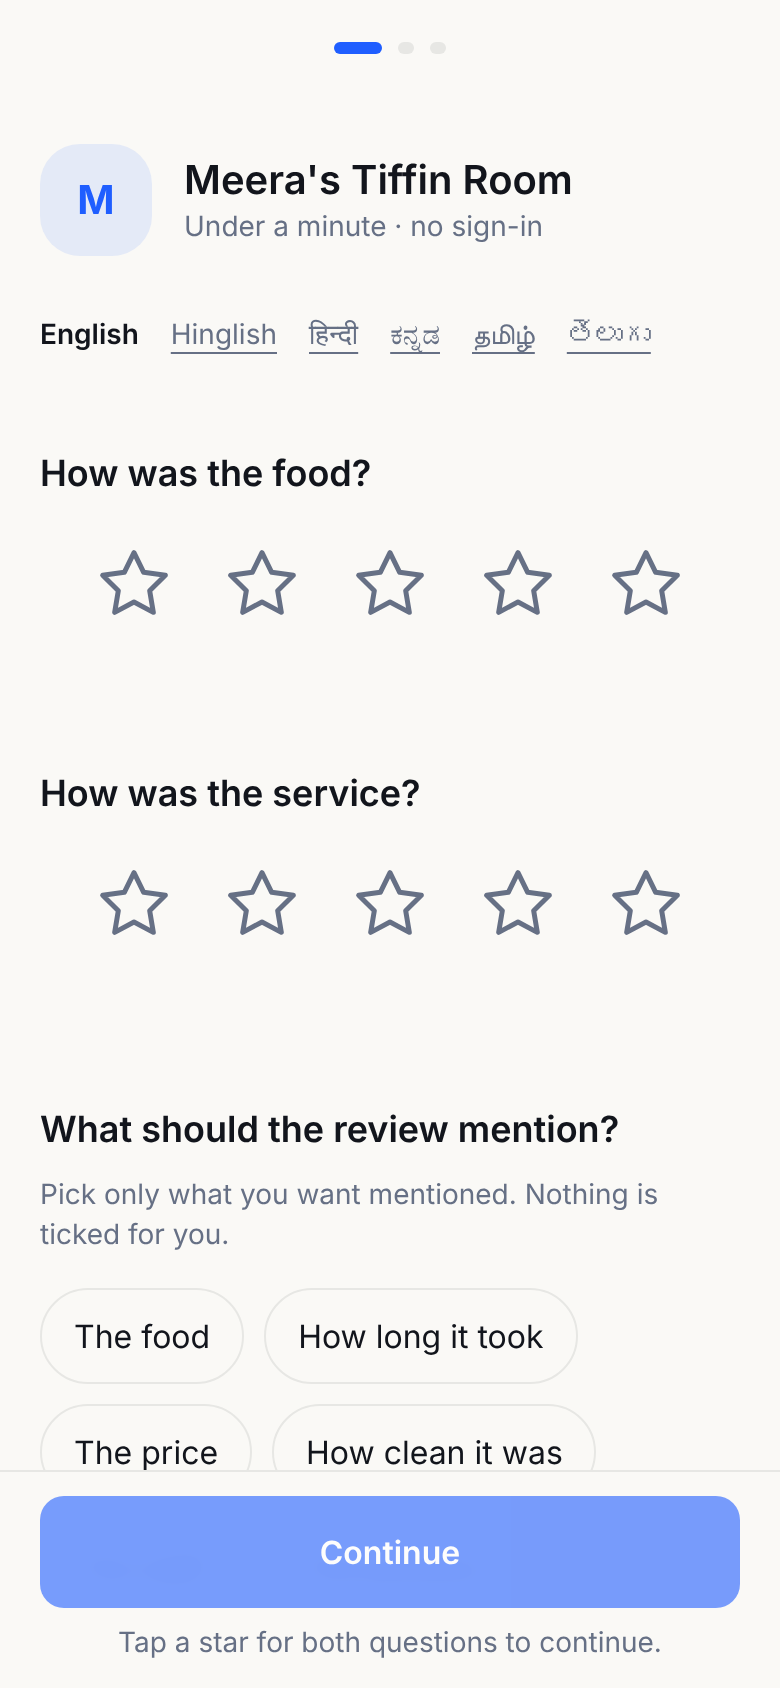 M
Meera's Tiffin Room
Under a minute · no sign-in
English Hinglish हिन्दी ಕನ್ನಡ தமிழ் తెలుగు
How was the food?
How was the service?
What should the review mention?
Pick only what you want mentioned. Nothing is
ticked for you.
The food How long it took
The price How clean it was
Continue
Tap a star for both questions to continue.